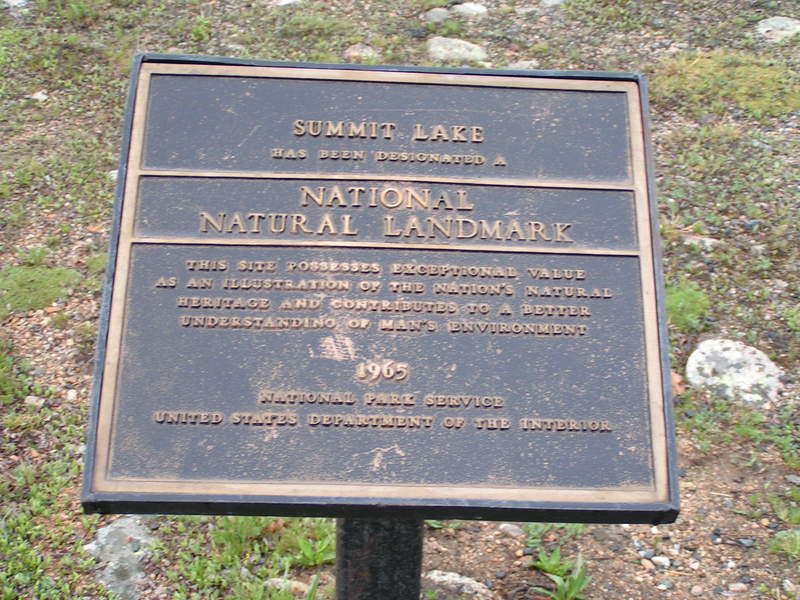 SUMMIT LAKE
HAS BEEN DESIGNATED A
NATIONAL
NATURAL LANDMARK
THIS SITE POSSESSES EXCEPTIONAL VALUE
AS AN ILLUSTRATION OF THE NATION'S NATURAL
HERITAGE AND CONTRIBUTES TO A BETTER
UNDERSTANDING OF MAN'S ENVIRONMENT
1965
NATIONAL PARK SERVICE
UNITED STATES DEPARTMENT OF THE INTERIOR